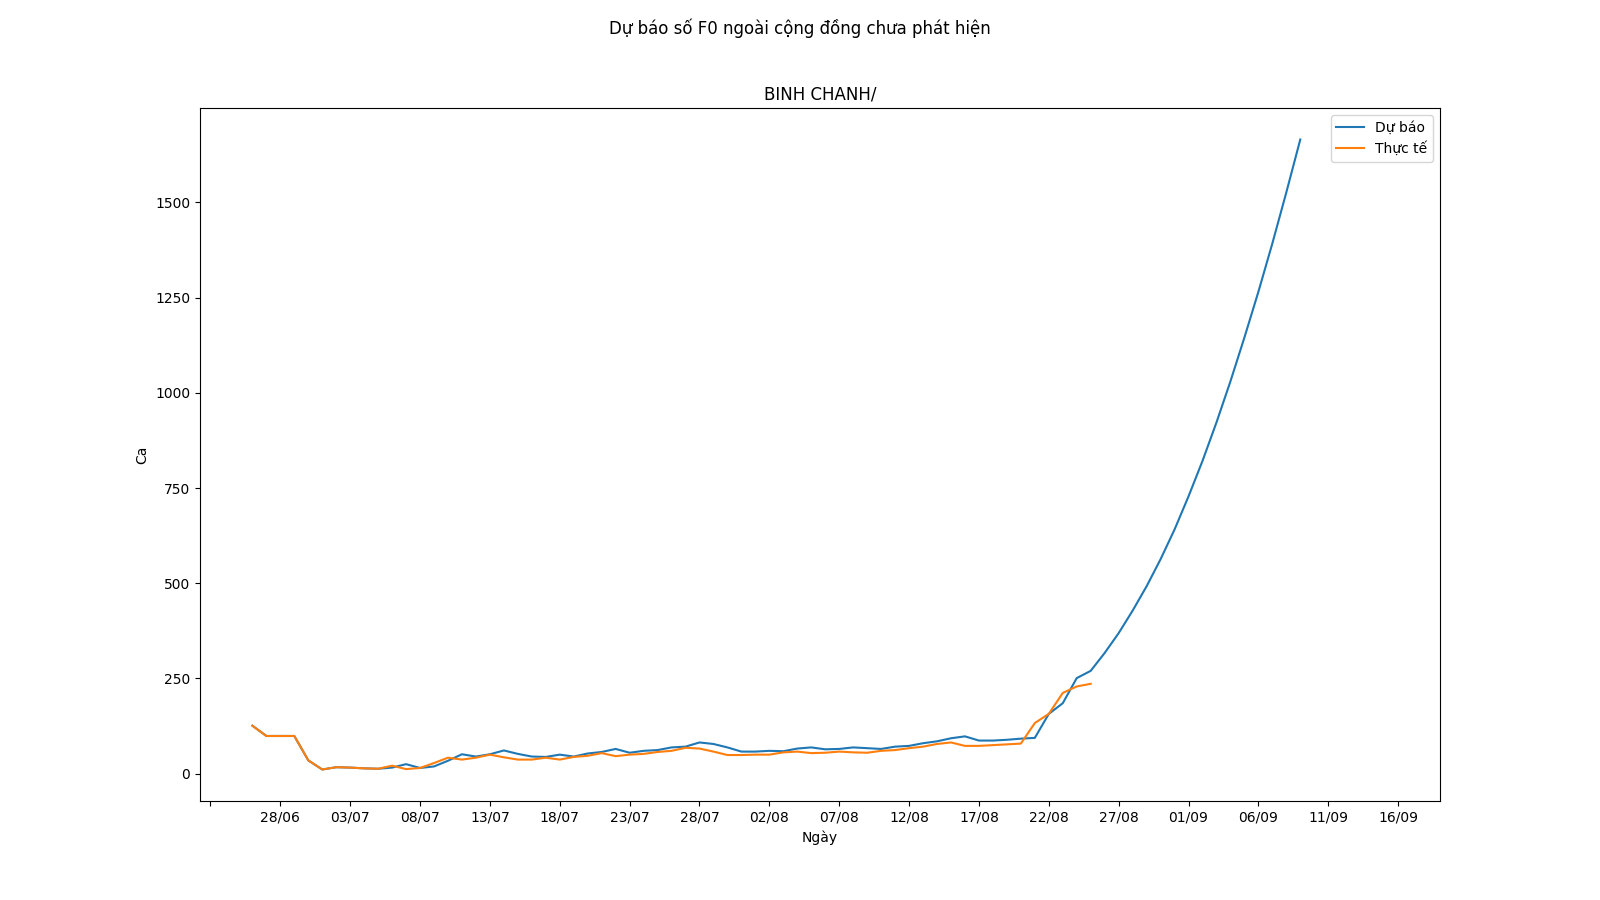 Dự báo số F0 ngoài cộng đồng chưa phát hiện
BINH CHANH/
Dự báo
Thực tế
1500
1250
1000
750
500
250
0
Ca
28/06 03/07 08/07 13/07 18/07 23/07 28/07 02/08 07/08 12/08 17/08 22/08 27/08 01/09 06/09 11/09 16/09
Ngày